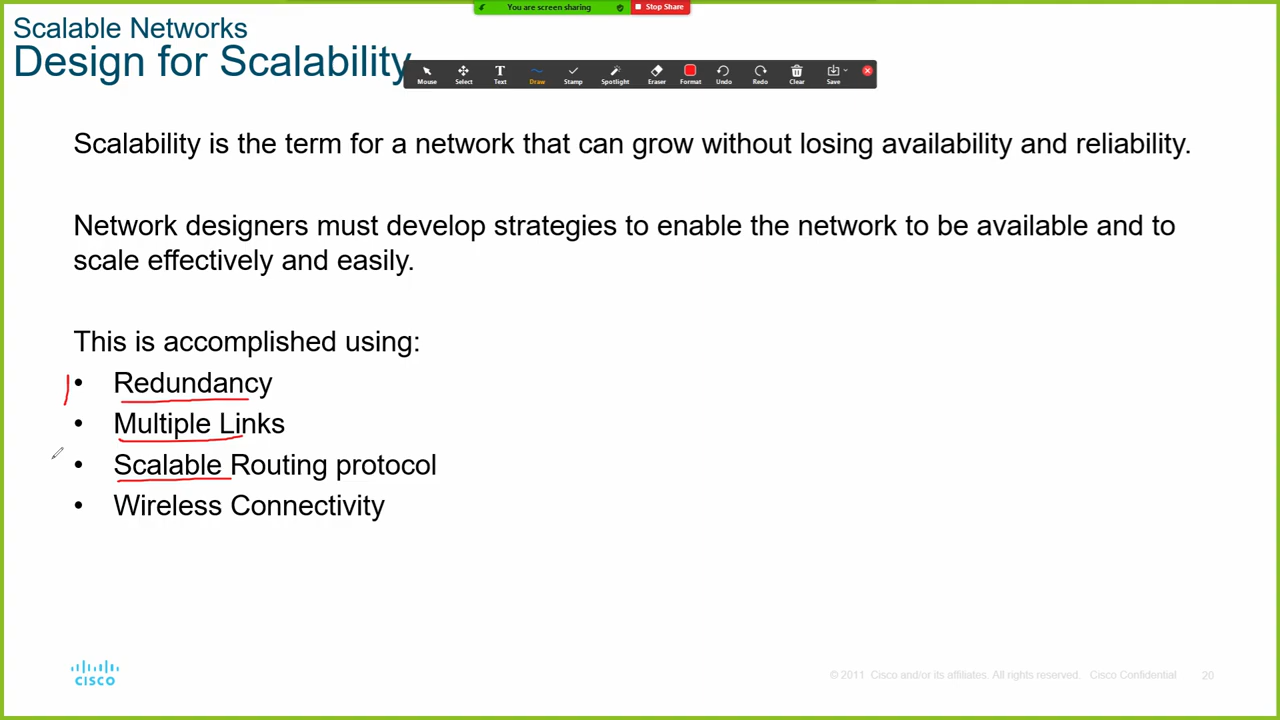 You are screen sharing Stop Share
Scalable Networks
Design for Scalability
Mouse Select Text Draw Stamp Spotlight Eraser Format Undo Redo Clear Save
Scalability is the term for a network that can grow without losing availability and reliability.
Network designers must develop strategies to enable the network to be available and to
scale effectively and easily.
This is accomplished using:
• Redundancy
• Multiple Links
• Scalable Routing protocol
• Wireless Connectivity
CISCO
© 2011 Cisco and/or its affiliates. All rights reserved Cisco Confidential 20